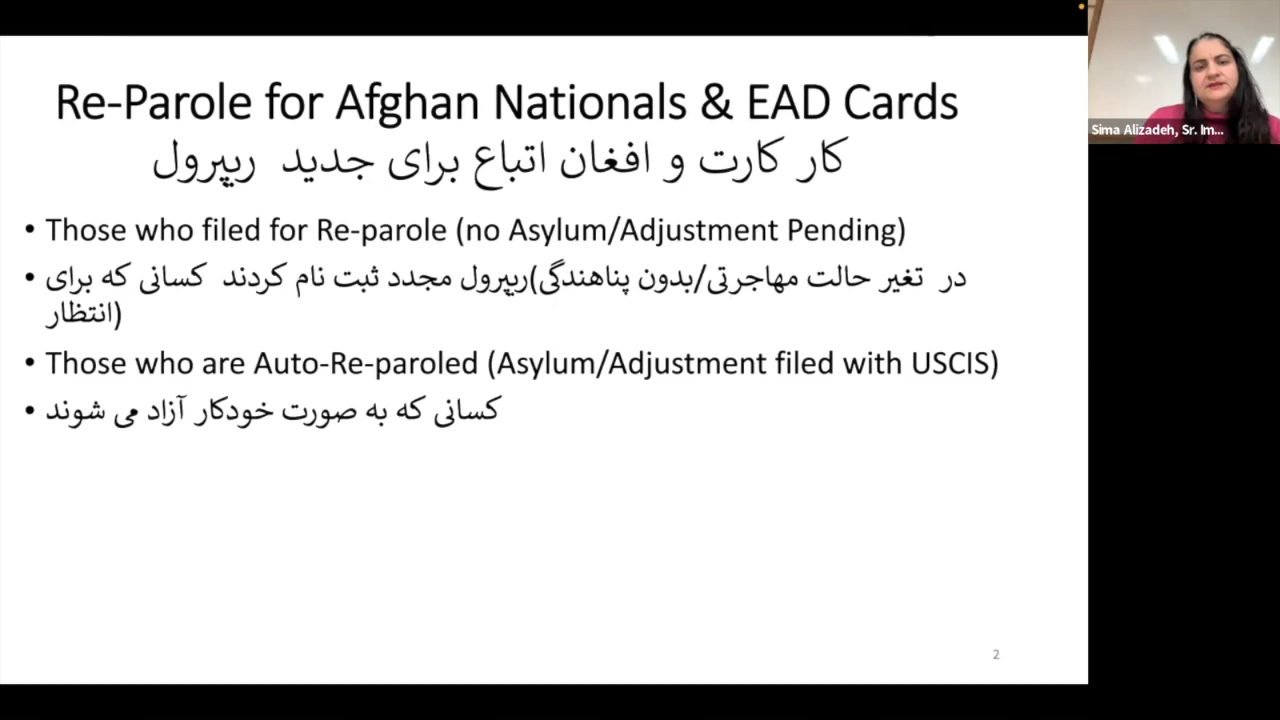 Re-Parole for Afghan Nationals & EAD Cards
کار کارت و افغان اتباع برای جدید ریپرول
• Those who filed for Re-parole (no Asylum/Adjustment Pending)
• در تغیر حالت مهاجرتی/بدون پناهندگی)ریپرول مجدد ثبت نام کردند کسانی که برای
(انتظار
• Those who are Auto-Re-paroled (Asylum/Adjustment filed with USCIS)
• کسانی که به صورت خودکار آزاد می شوند
2
Sima Alizadeh, Sr. Im...